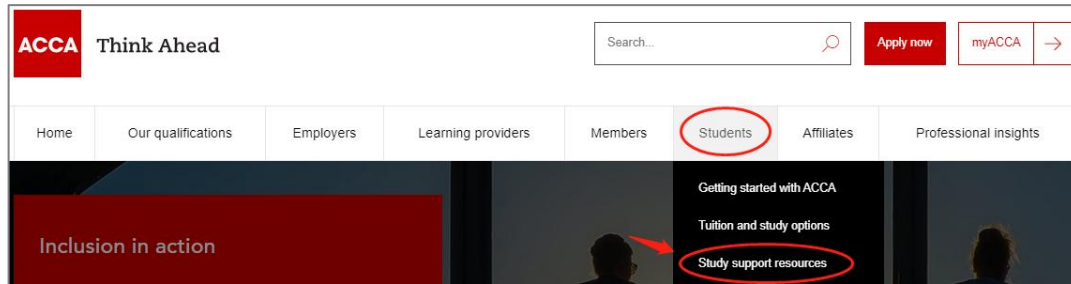 ACCA Think Ahead
Search...
Apply now
myACCA →
Home Our qualifications Employers Learning providers Members Students Affiliates Professional insights
Getting started with ACCA
Tuition and study options
Inclusion in action
Study support resources